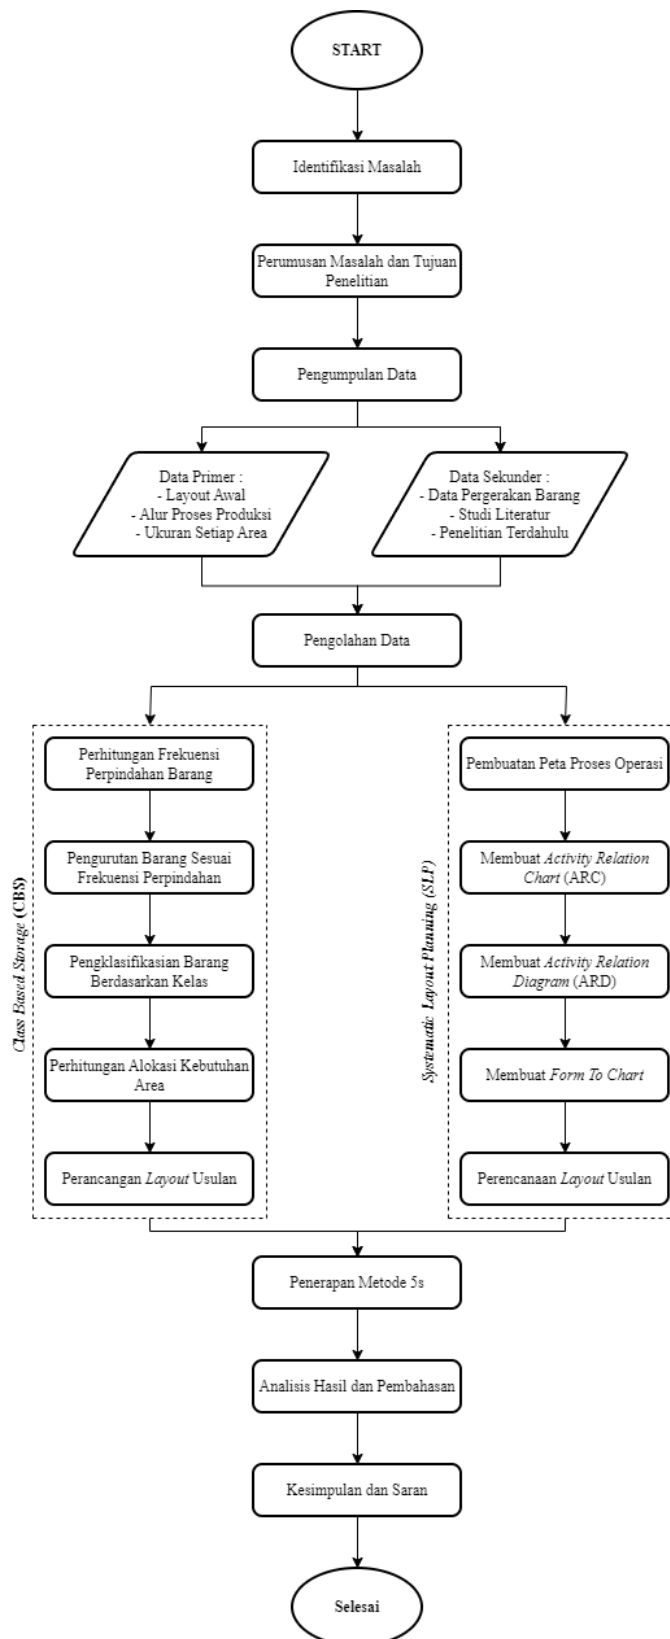 START
Identifikasi Masalah
Perumusan Masalah dan Tujuan
Penelitian
Pengumpulan Data
Data Primer :
- Layout Awal
- Alur Proses Produksi
- Ukuran Setiap Area
Data Sekunder :
- Data Pergerakan Barang
- Studi Literatur
- Penelitian Terdahulu
Pengolahan Data
Class Based Storage (CBS)
Perhitungan Frekuensi
Perpindahan Barang
Pengurutan Barang Sesuai
Frekuensi Perpindahan
Pengklasifikasian Barang
Berdasarkan Kelas
Perhitungan Alokasi Kebutuhan
Area
Perancangan Layout Usulan
Systematic Layout Planning (SLP)
Pembuatan Peta Proses Operasi
Membuat Activity Relation
Chart (ARC)
Membuat Activity Relation
Diagram (ARD)
Membuat Form To Chart
Perencanaan Layout Usulan
Penerapan Metode 5s
Analisis Hasil dan Pembahasan
Kesimpulan dan Saran
Selesai